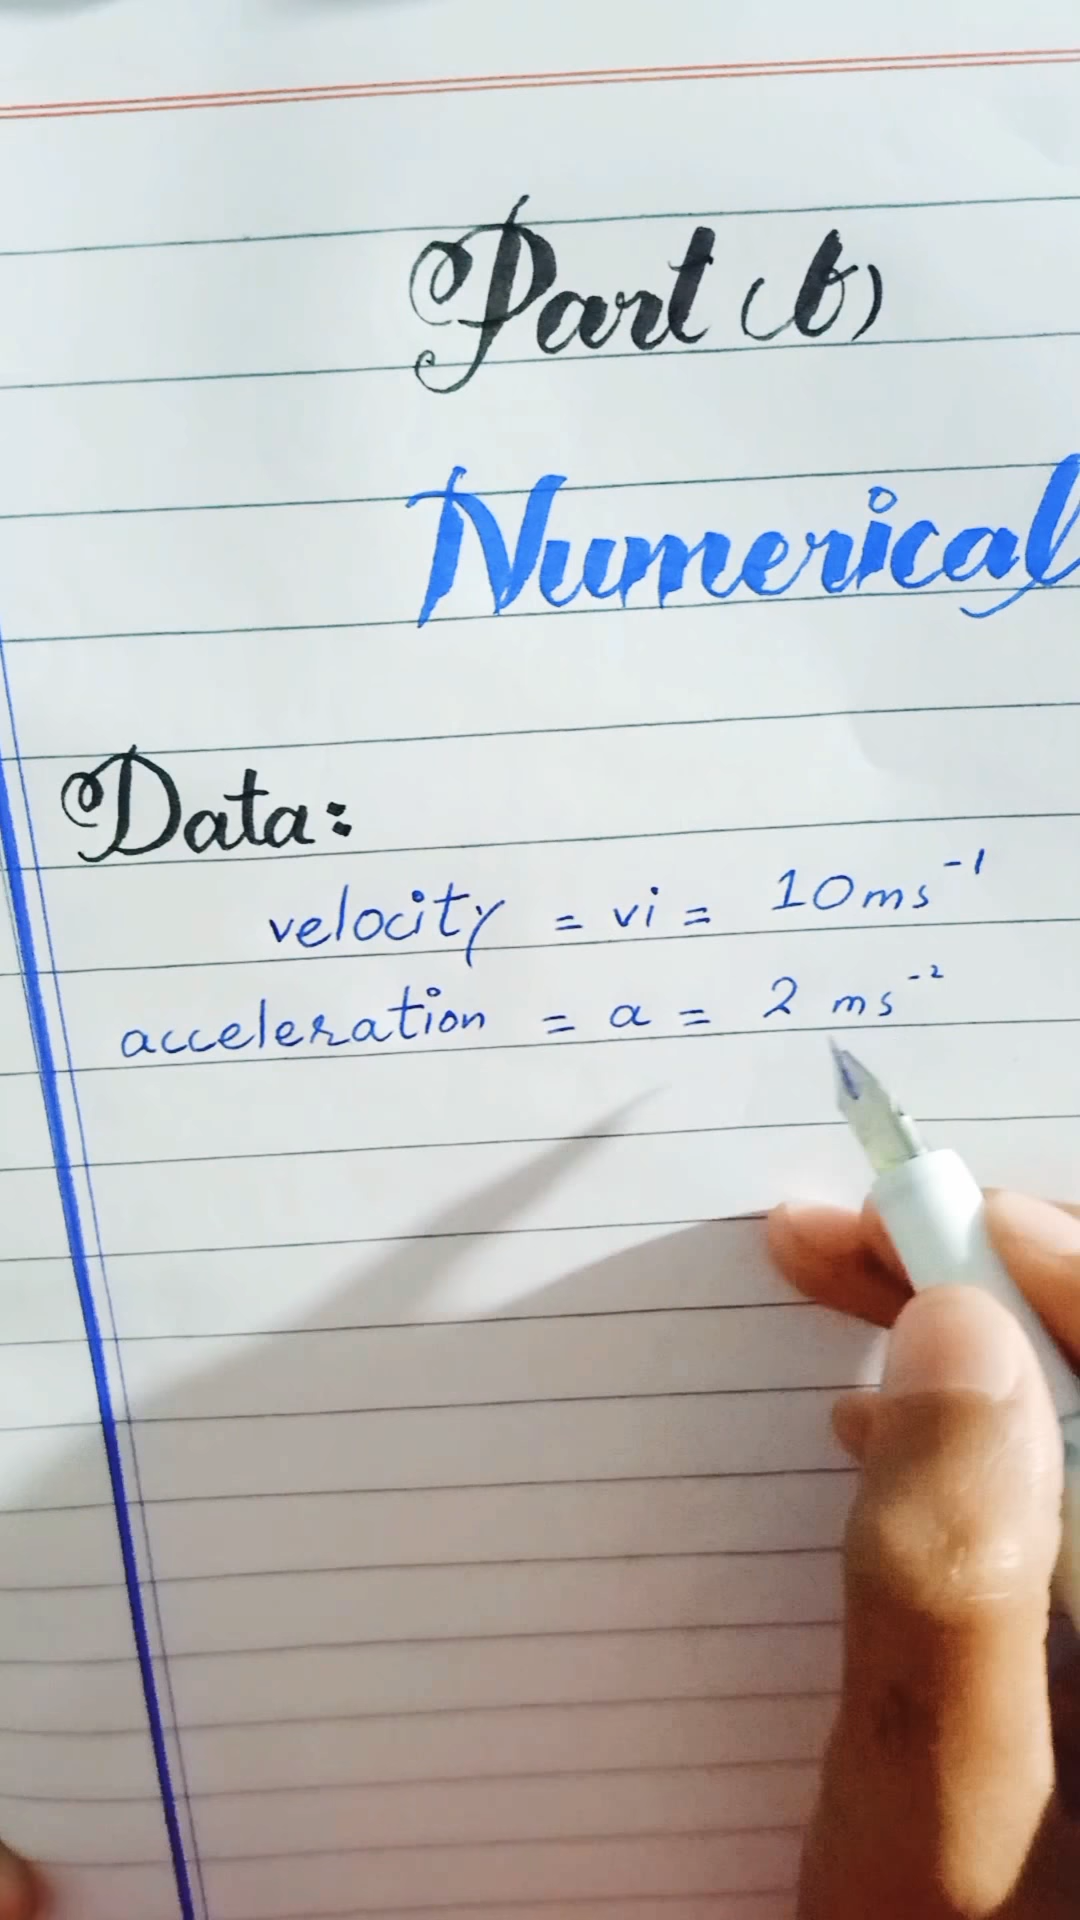 Part (b)
Numerical
Data:
velocity = vi = 10ms⁻¹
acceleration = a = 2 ms⁻²